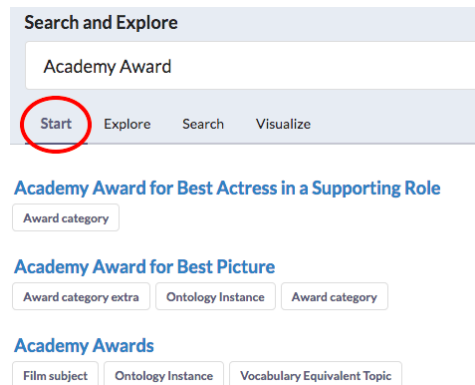 Search and Explore
Academy Award
Start Explore Search Visualize
Academy Award for Best Actress in a Supporting Role
Award category
Academy Award for Best Picture
Award category extra Ontology Instance Award category
Academy Awards
Film subject Ontology Instance Vocabulary Equivalent Topic